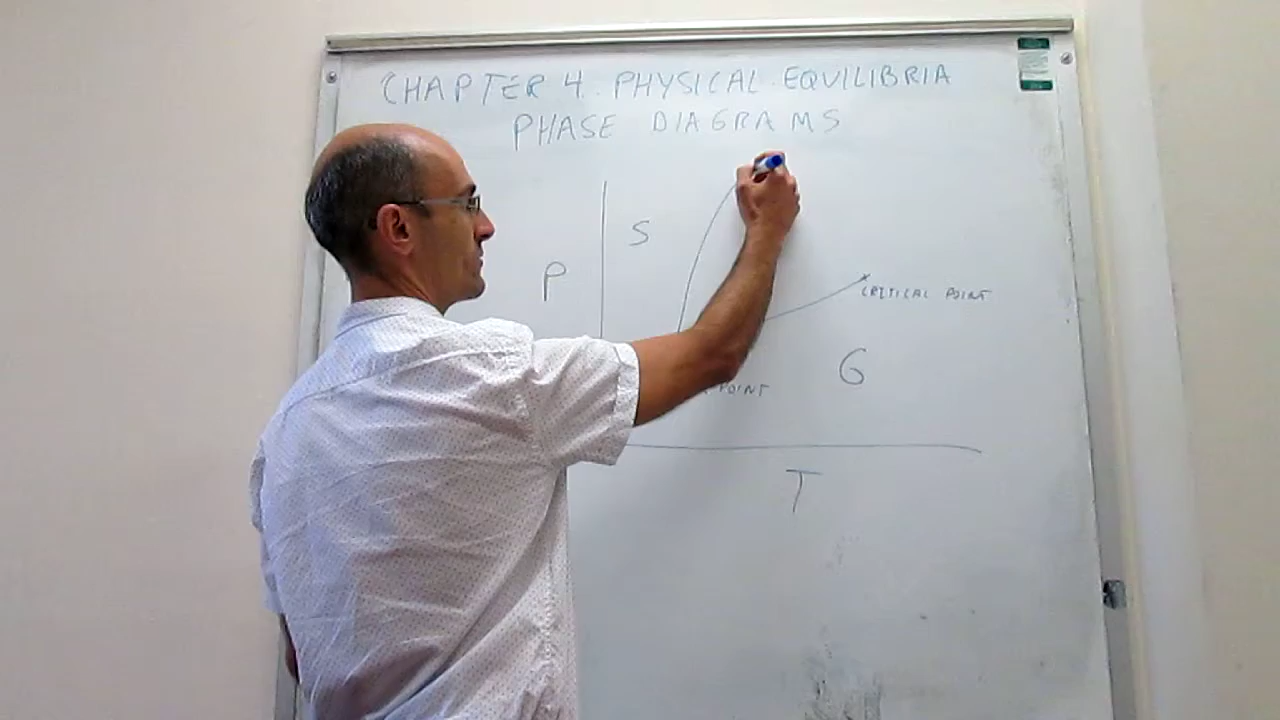 CHAPTER 4. PHYSICAL EQUILIBRIA
PHASE DIAGRAMS
S
P
CRITICAL POINT
G
POINT
T